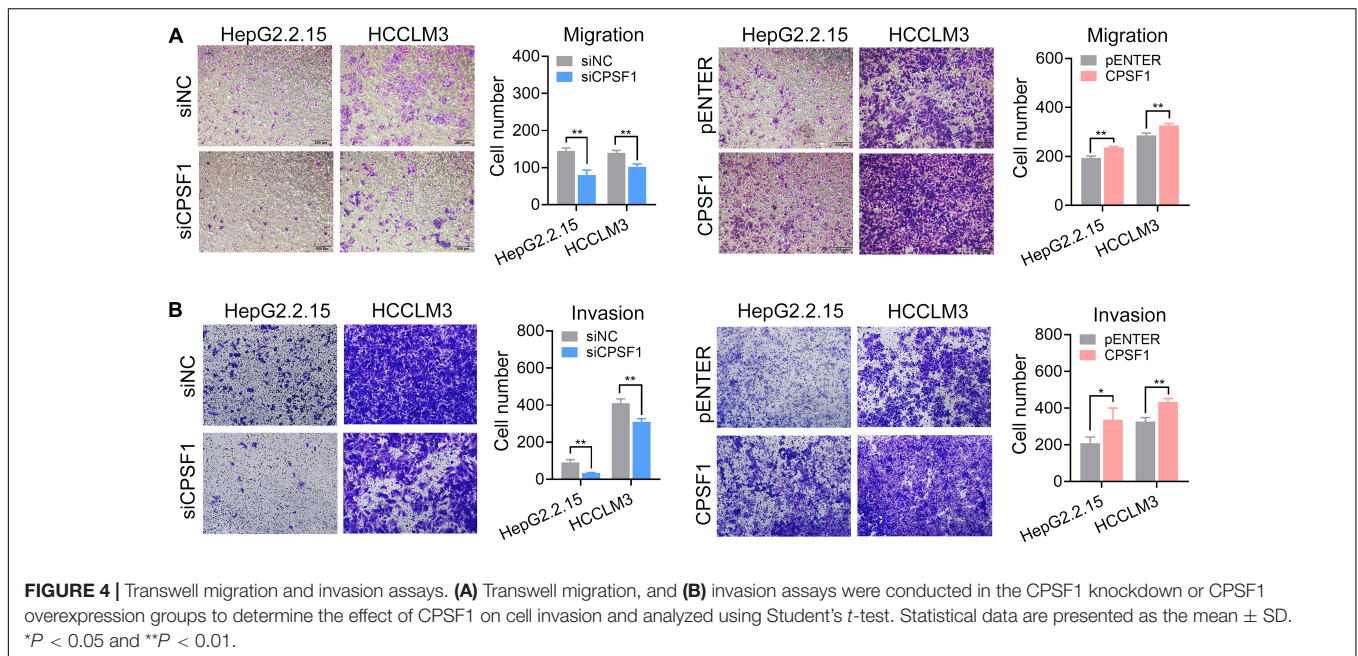 A
HepG2.2.15
HCCLM3
siNC
siCPSF1
Migration
siNC
siCPSF1
Cell number
400
300
200
100
0
**
**
HepG2.2.15
HCCLM3
HepG2.2.15
HCCLM3
pENTER
CPSF1
Migration
pENTER
CPSF1
Cell number
600
400
200
0
**
**
HepG2.2.15
HCCLM3
B
HepG2.2.15
HCCLM3
siNC
siCPSF1
Invasion
siNC
siCPSF1
Cell number
800
600
400
200
0
**
**
HepG2.2.15
HCCLM3
HepG2.2.15
HCCLM3
pENTER
CPSF1
Invasion
pENTER
CPSF1
Cell number
800
600
400
200
0
*
**
HepG2.2.15
HCCLM3
FIGURE 4 | Transwell migration and invasion assays. (A) Transwell migration, and (B) invasion assays were conducted in the CPSF1 knockdown or CPSF1
overexpression groups to determine the effect of CPSF1 on cell invasion and analyzed using Student's t-test. Statistical data are presented as the mean ± SD.
*P < 0.05 and **P < 0.01.